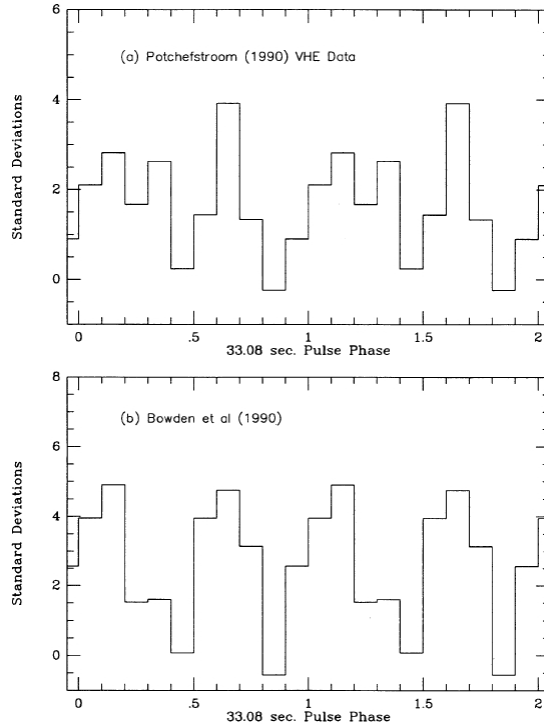 6
(a) Potchefstroom (1990) VHE Data
4
2
0
Standard Deviations
0 .5 1 1.5 2
33.08 sec. Pulse Phase
8
(b) Bowden et al (1990)
6
4
2
0
Standard Deviations
0 .5 1 1.5 2
33.08 sec. Pulse Phase